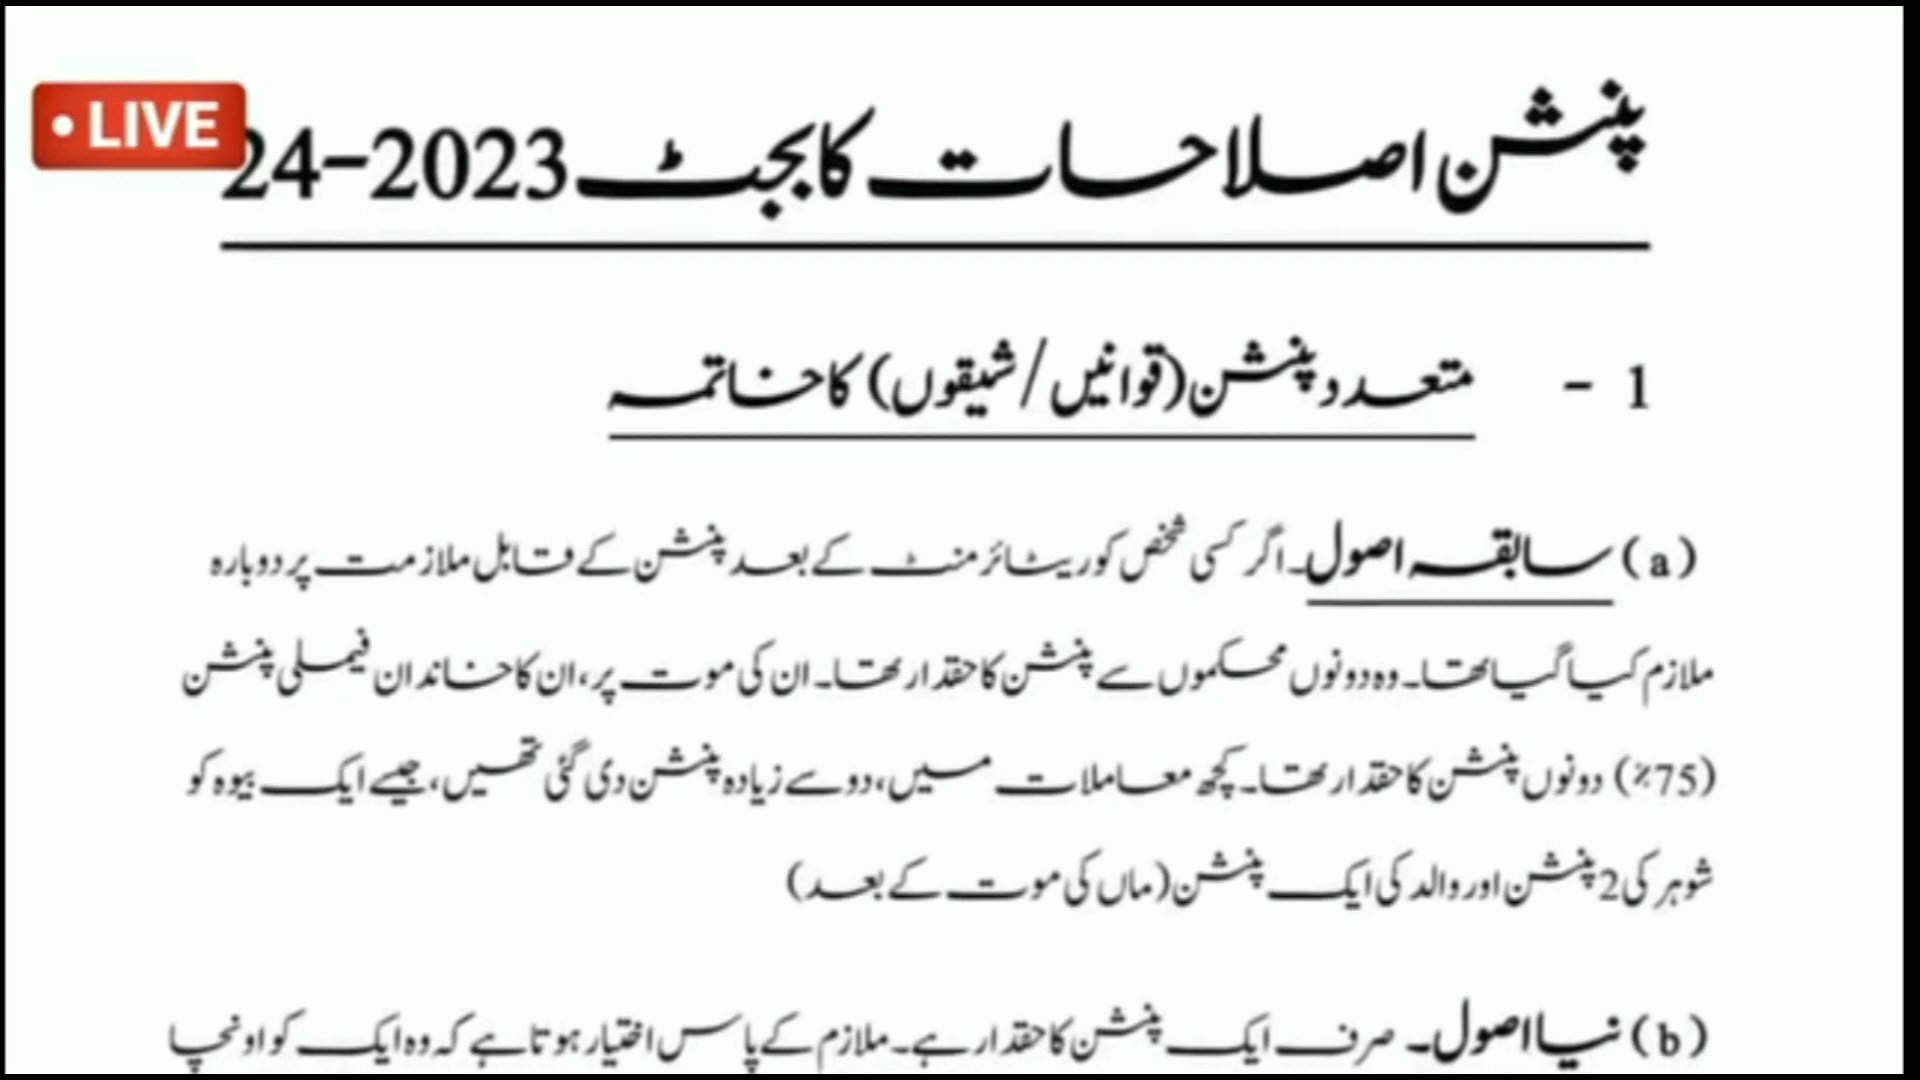 LIVE
پنشن اصلاحات کا بجٹ 2023-24
1 - متعدد پنشن (قوانیں/شیقوں) کا خاتمہ
(a) سابقہ اصول۔ اگر کسی شخص کو ریٹائرمنٹ کے بعد پنشن کے قابل ملازمت پر دوبارہ
ملازم کیا گیا تھا۔ وہ دونوں محکموں سے پنشن کا حقدار تھا۔ ان کی موت پر، ان کا خاندان فیملی پنشن
(75٪) دونوں پنشن کا حقدار تھا۔ کچھ معاملات میں، دو سے زیادہ پنشن دی گئی تھیں، جیسے ایک بیوہ کو
شوہر کی 2 پنشن اور والد کی ایک پنشن (ماں کی موت کے بعد)
(b) نیا اصول۔ صرف ایک پنشن کا حقدار ہے۔ ملازم کے پاس اختیار ہوتا ہے کہ وہ ایک کو اونچا